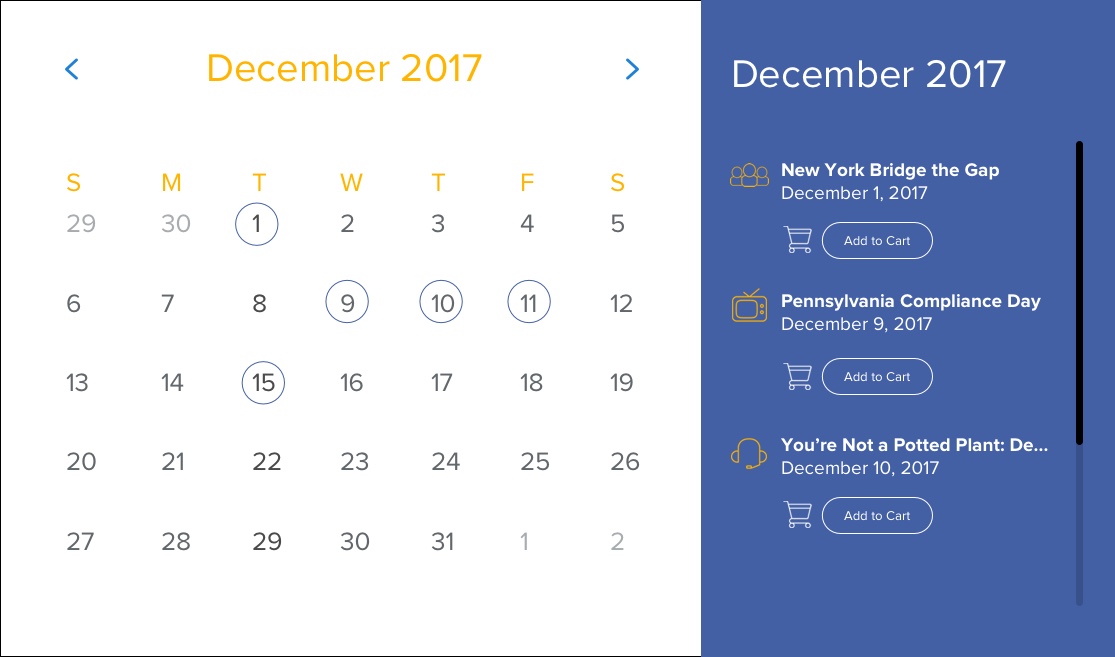 December 2017
S M T W T F S
29 30 1 2 3 4 5
6 7 8 9 10 11 12
13 14 15 16 17 18 19
20 21 22 23 24 25 26
27 28 29 30 31 1 2
December 2017
New York Bridge the Gap
December 1, 2017
Add to Cart
Pennsylvania Compliance Day
December 9, 2017
Add to Cart
You’re Not a Potted Plant: De...
December 10, 2017
Add to Cart